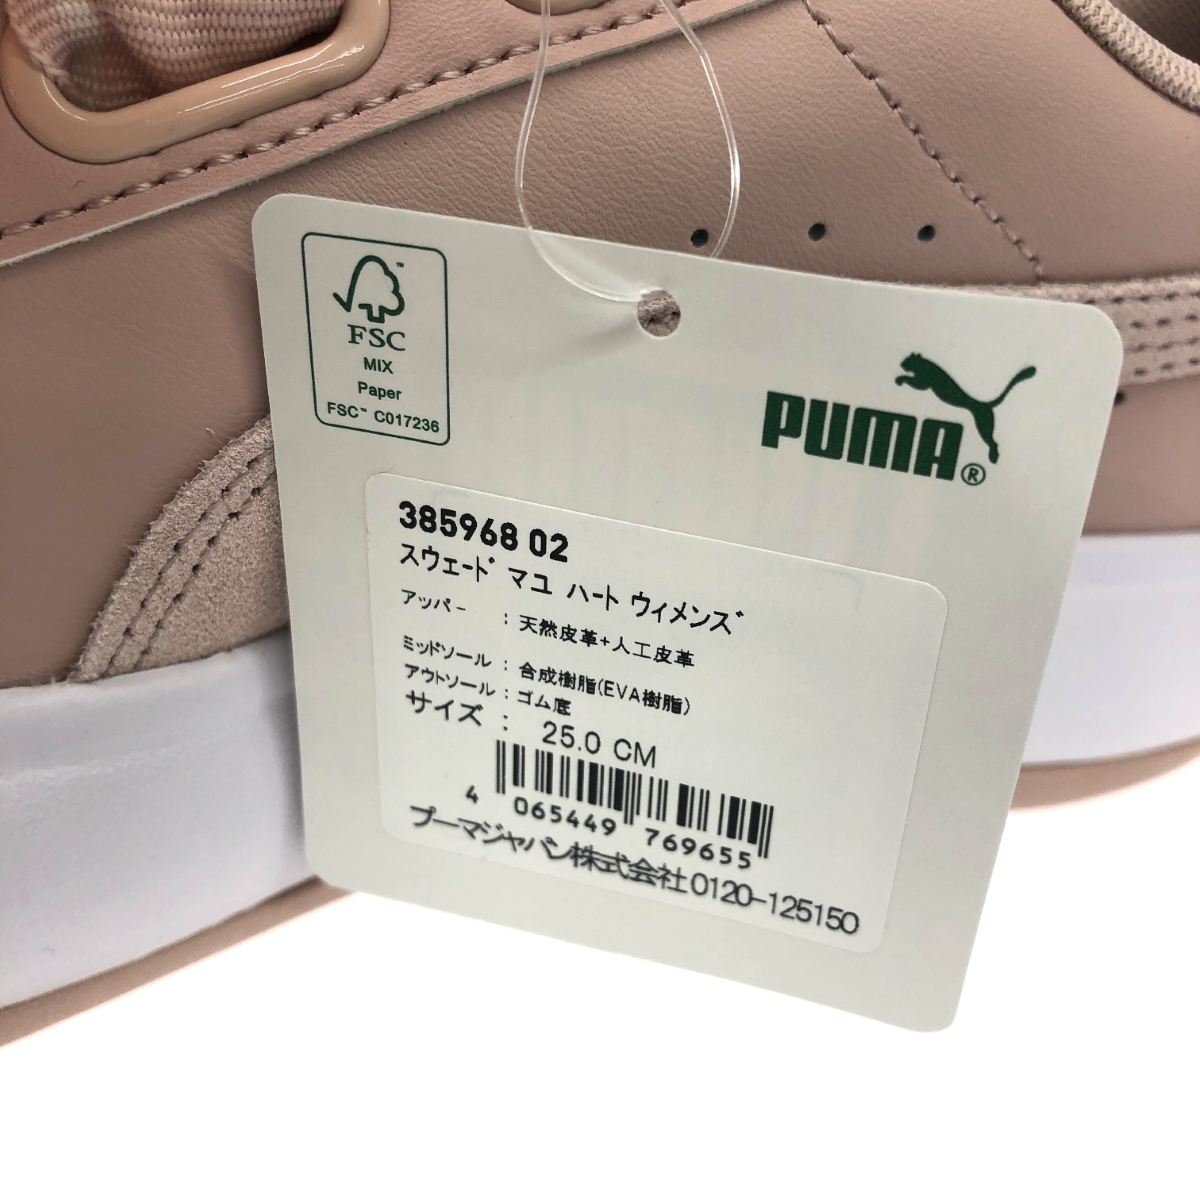 FSC™
MIX
Paper
FSC™ C017236
PUMA®
385968 02
スウェード マユ ハート ウィメンズ
アッパー : 天然皮革+人工皮革
ミッドソール : 合成樹脂(EVA樹脂)
アウトソール : ゴム底
サイズ : 25.0 CM
4 065449 769655
プーマジャパン株式会社 0120-125150